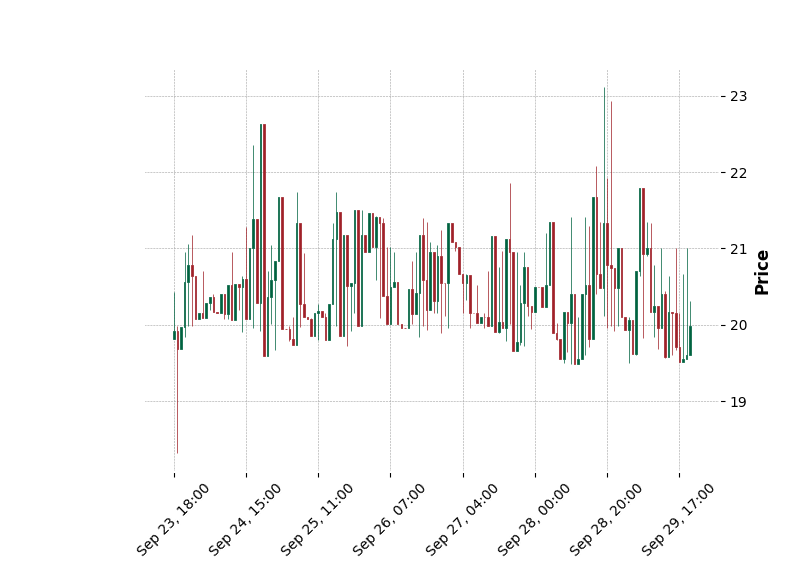 23
22
21
20
19
Price
Sep 23, 18:00
Sep 24, 15:00
Sep 25, 11:00
Sep 26, 07:00
Sep 27, 04:00
Sep 28, 00:00
Sep 28, 20:00
Sep 29, 17:00